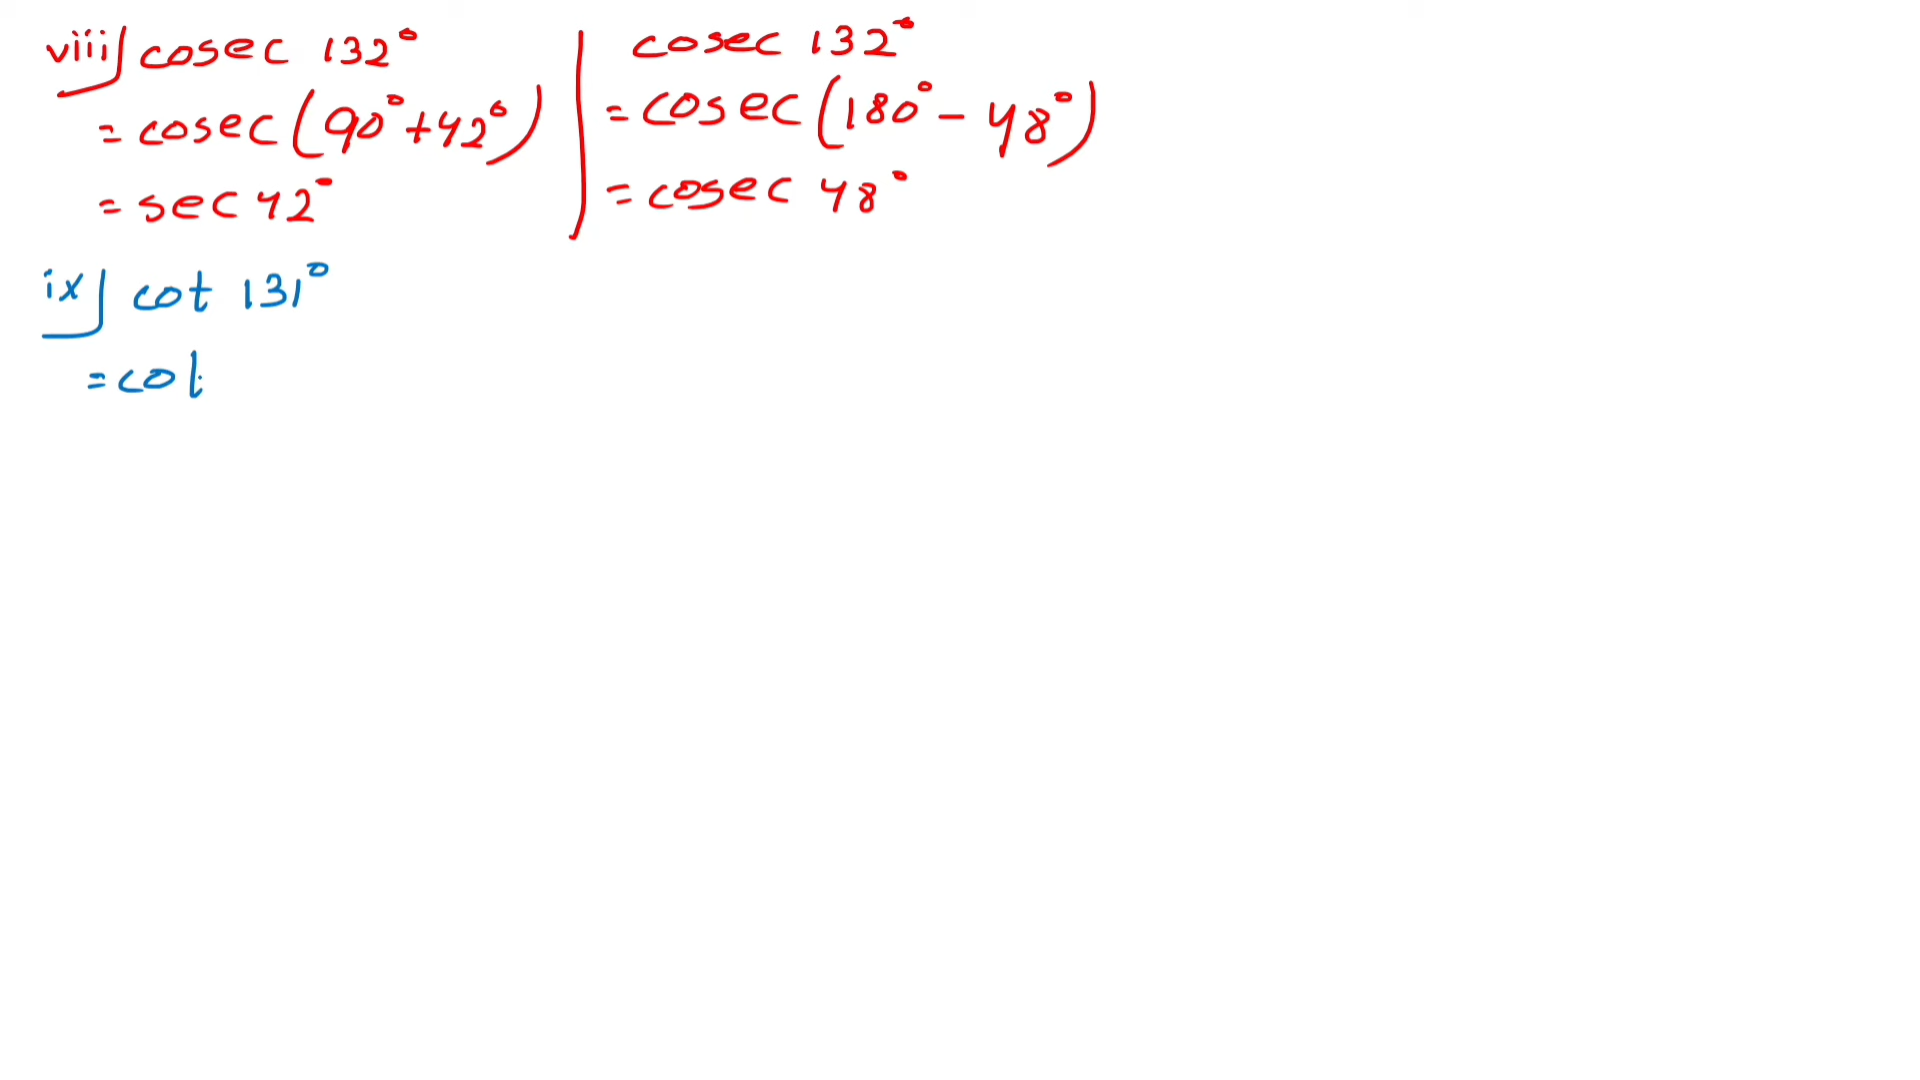 viii) cosec 132°
= cosec (90° + 42°)
= sec 42°
cosec 132°
= cosec (180° - 48°)
= cosec 48°
ix) cot 131°
= cot